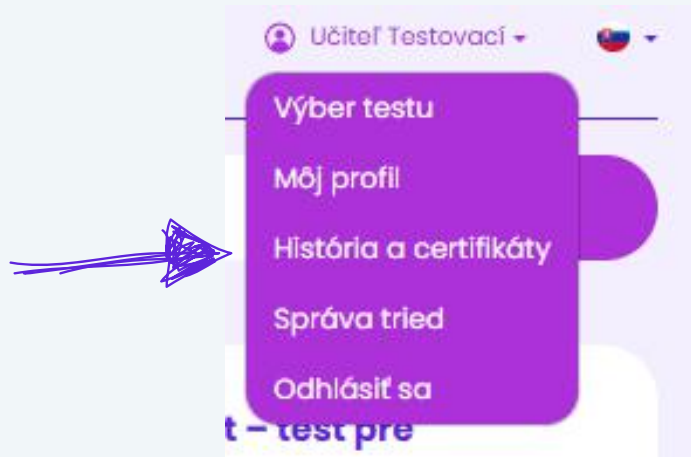 Učiteľ Testovací
Výber testu
Môj profil
História a certifikáty
Správa tried
Odhlásiť sa
t – test pre